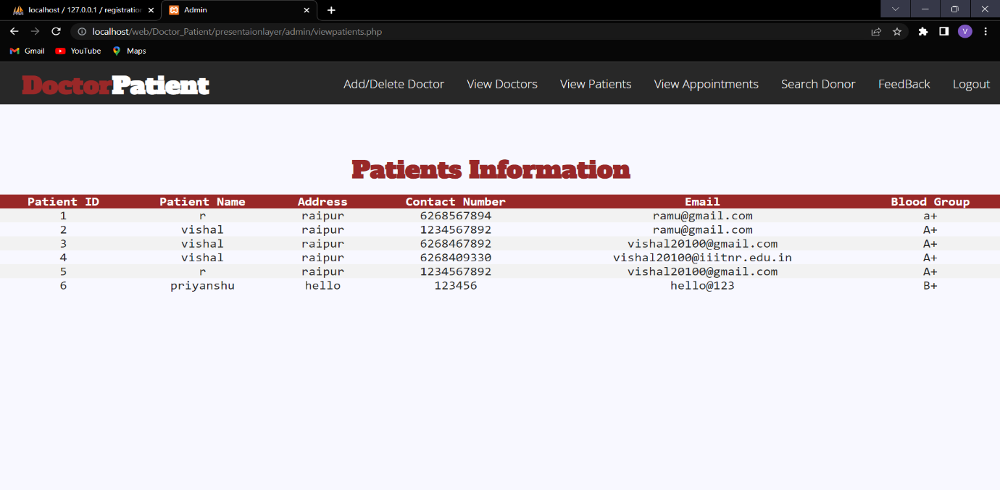 localhost / 127.0.0.1 / registration Admin
localhost/web/Doctor_Patient/presentaionlayer/admin/viewpatients.php V
Gmail YouTube Maps
DoctorPatient Add/Delete Doctor View Doctors View Patients View Appointments Search Donor FeedBack Logout
Patients Information
Patient ID Patient Name Address Contact Number Email Blood Group
1 r raipur 6268567894 ramu@gmail.com a+
2 vishal raipur 1234567892 ramu@gmail.com A+
3 vishal raipur 6268467892 vishal20100@gmail.com A+
4 vishal raipur 6268409330 vishal20100@iiitnr.edu.in A+
5 r raipur 1234567892 vishal20100@gmail.com A+
6 priyanshu hello 123456 hello@123 B+